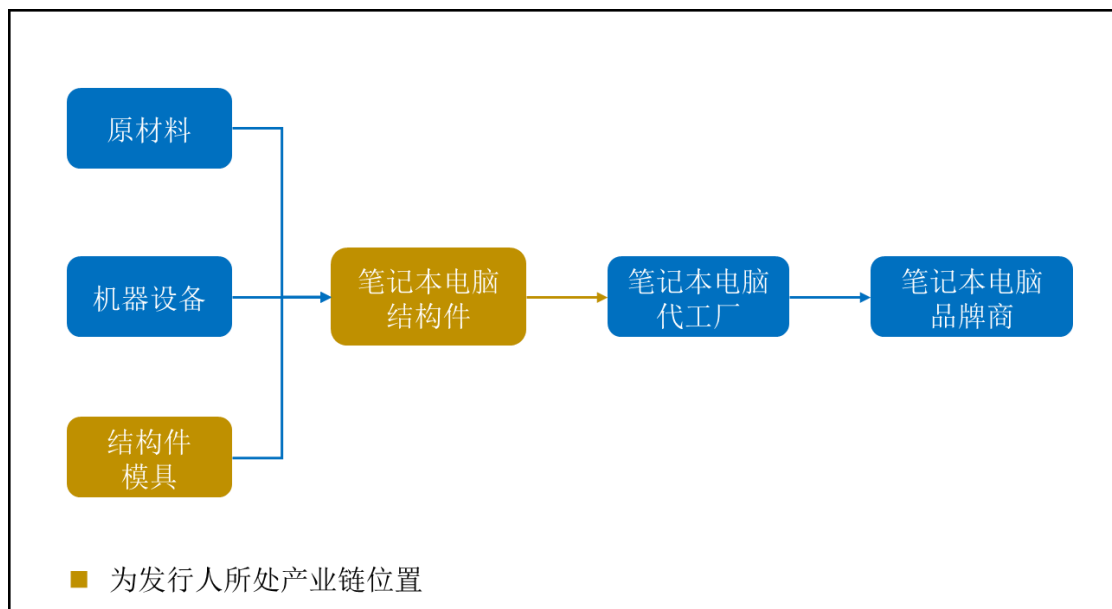 原材料
机器设备
结构件
模具
笔记本电脑
结构件
笔记本电脑
代工厂
笔记本电脑
品牌商
为发行人所处产业链位置